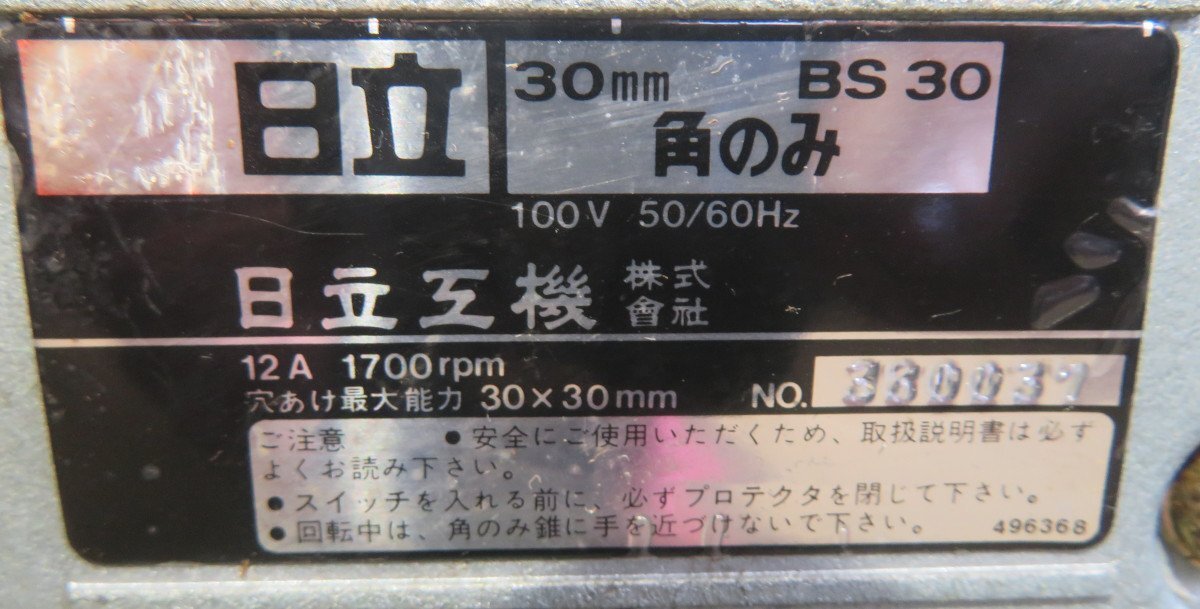 日立
30mm BS 30
角のみ
100V 50/60Hz
日立工機 株式會社
12A 1700rpm
穴あけ最大能力 30×30mm NO. 330037
ご注意 ●安全にご使用いただくため、取扱説明書は必ず
よくお読み下さい。
●スイッチを入れる前に、必ずプロテクタを閉じて下さい。
●回転中は、角のみ錐に手を近づけないで下さい。 496368